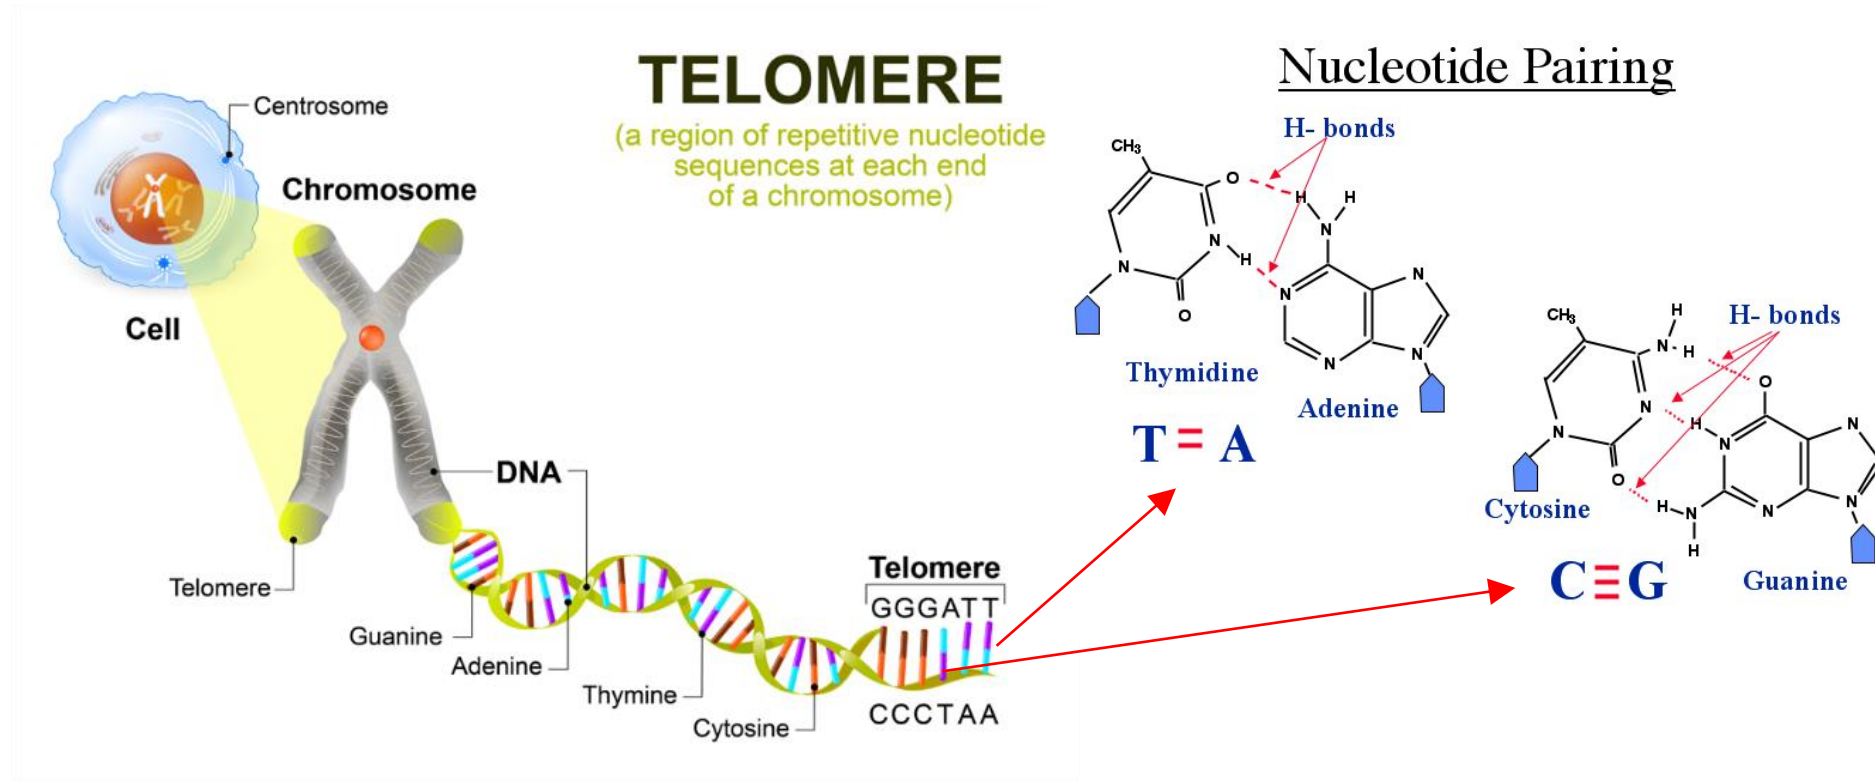 TELOMERE
(a region of repetitive nucleotide
sequences at each end
of a chromosome)
Centrosome
Chromosome
Cell
DNA
Telomere
Guanine
Adenine
Thymine
Cytosine
Telomere
GGGATT
CCCTAA
Nucleotide Pairing
H- bonds
CH₃
O
H
H
N
N
H
N
N
O
N
N
N
Thymidine
Adenine
T = A
H- bonds
CH₃
H
N
H
O
N
H
N
N
N
O
H
N
N
N
H
Cytosine
Guanine
C≡G